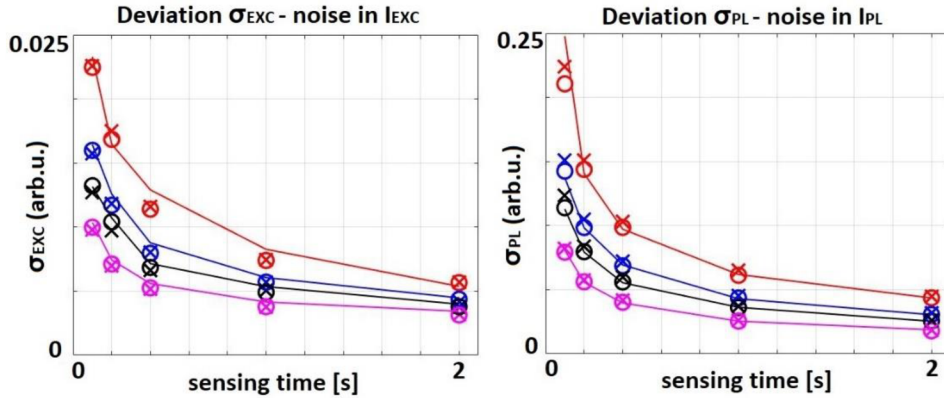 Deviation σEXC - noise in IEXC
0.025
σEXC (arb.u.)
0
0
2
sensing time [s]
Deviation σPL - noise in IPL
0.25
σPL (arb.u.)
0
0
2
sensing time [s]